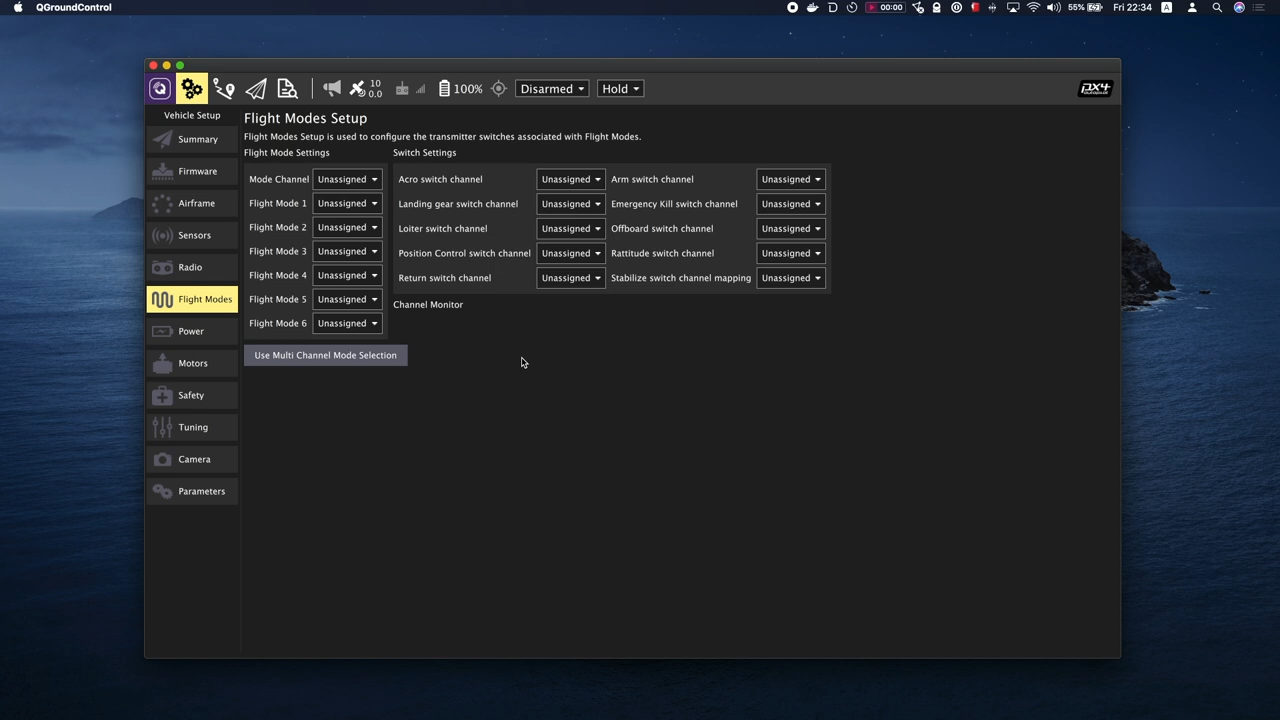 QGroundControl
00:00
55%
Fri 22:34
A
10
0.0
100%
Disarmed
Hold
px4
autopilot
Vehicle Setup
Summary
Firmware
Airframe
Sensors
Radio
Flight Modes
Power
Motors
Safety
Tuning
Camera
Parameters
Flight Modes Setup
Flight Modes Setup is used to configure the transmitter switches associated with Flight Modes.
Flight Mode Settings
Mode Channel Unassigned
Flight Mode 1 Unassigned
Flight Mode 2 Unassigned
Flight Mode 3 Unassigned
Flight Mode 4 Unassigned
Flight Mode 5 Unassigned
Flight Mode 6 Unassigned
Use Multi Channel Mode Selection
Switch Settings
Acro switch channel Unassigned Arm switch channel Unassigned
Landing gear switch channel Unassigned Emergency Kill switch channel Unassigned
Loiter switch channel Unassigned Offboard switch channel Unassigned
Position Control switch channel Unassigned Rattitude switch channel Unassigned
Return switch channel Unassigned Stabilize switch channel mapping Unassigned
Channel Monitor